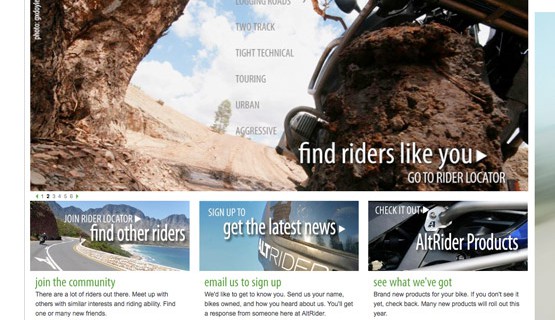 LOGGING ROADS
TWO TRACK
TIGHT TECHNICAL
TOURING
URBAN
AGGRESSIVE
find riders like you
GO TO RIDER LOCATOR
1 2 3 4 5 6
JOIN RIDER LOCATOR
find other riders
SIGN UP TO
get the latest news
ALTRIDER
CHECK IT OUT
AltRider Products
join the community
There are a lot of riders out there. Meet up with
others with similar interests and riding ability. Find
one or many new friends.
email us to sign up
We'd like to get to know you. Send us your name,
bikes owned, and how you heard about us. You'll get
a response from someone here at AltRider.
see what we've got
Brand new products for your bike. If you don't see it
yet, check back. Many new products will roll out this
year.